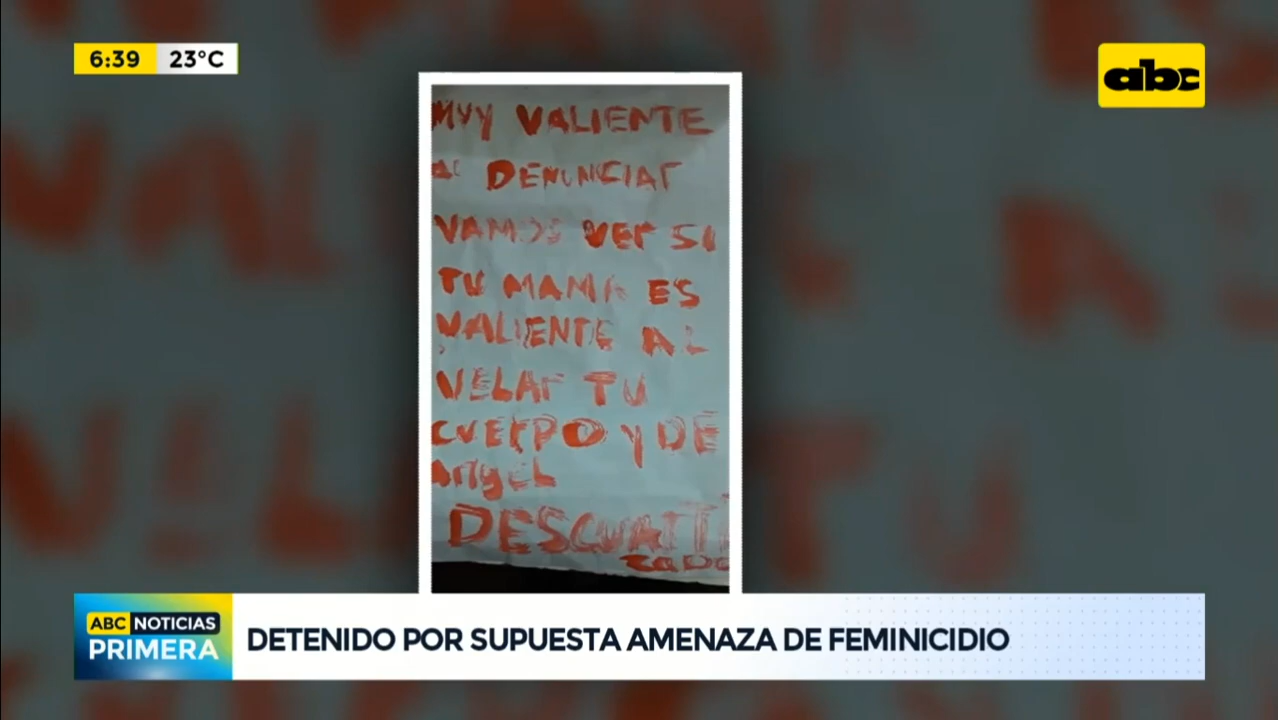 6:39 23°C
abc
MUY VALIENTE
AL DENUNCIAr
VAMOS VEr SI
TU MAMA ES
VALIENTE AL
VELAr TU
CUErPO Y DE
AngEL
DESCUArTI
zaDo
ABC NOTICIAS
PRIMERA
DETENIDO POR SUPUESTA AMENAZA DE FEMINICIDIO